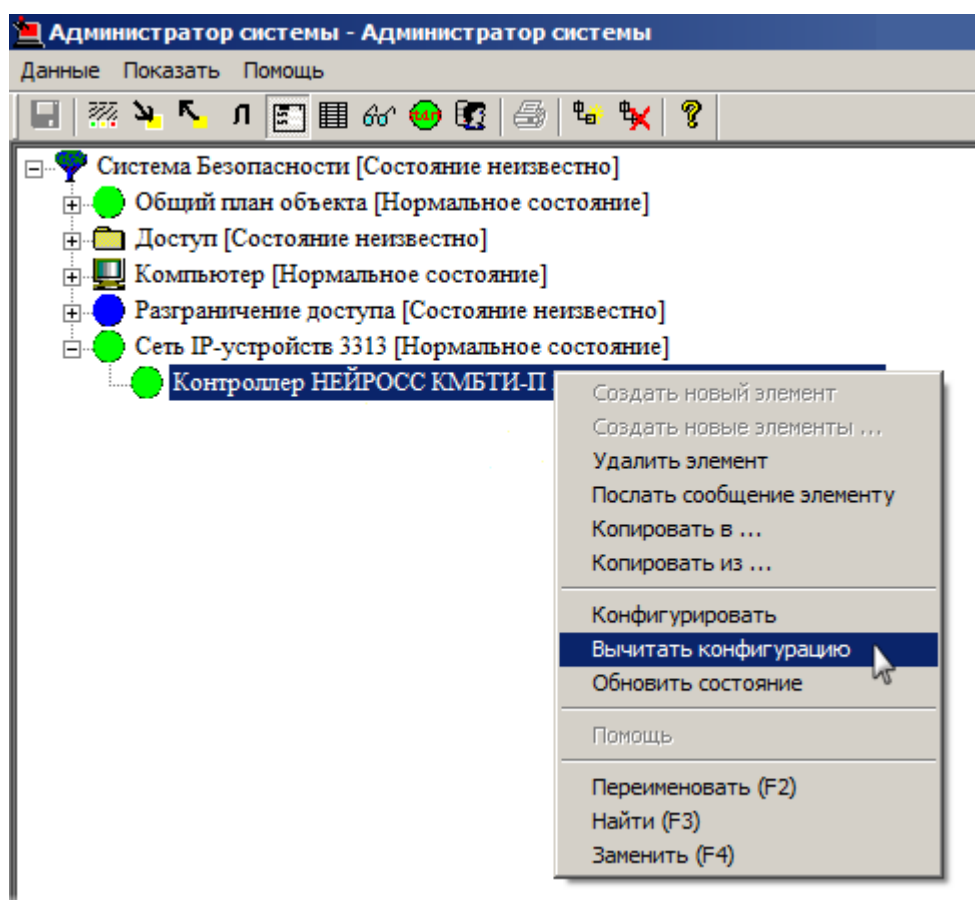 Администратор системы - Администратор системы
Данные Показать Помощь
Л
Система Безопасности [Состояние неизвестно]
Общий план объекта [Нормальное состояние]
Доступ [Состояние неизвестно]
Компьютер [Нормальное состояние]
Разграничение доступа [Состояние неизвестно]
Сеть IP-устройств 3313 [Нормальное состояние]
Контроллер НЕЙРОСС КМБТИ-П
Создать новый элемент
Создать новые элементы ...
Удалить элемент
Послать сообщение элементу
Копировать в ...
Копировать из ...
Конфигурировать
Вычитать конфигурацию
Обновить состояние
Помощь
Переименовать (F2)
Найти (F3)
Заменить (F4)